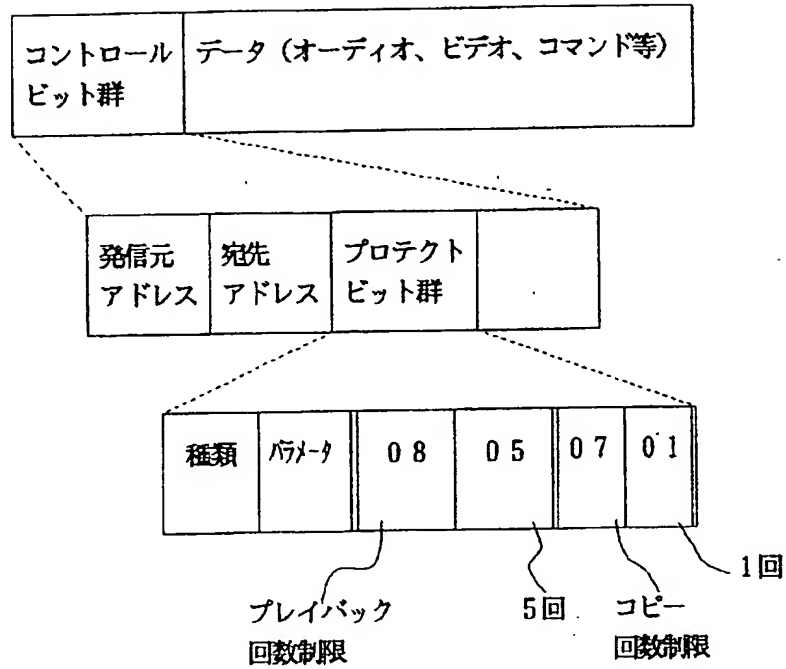 コントロール
ビット群
データ（オーディオ、ビデオ、コマンド等）
発信元
アドレス
宛先
アドレス
プロテクト
ビット群
種類
パラメータ
08
05
07
01
プレイバック
回数制限
5回
コピー
回数制限
1回